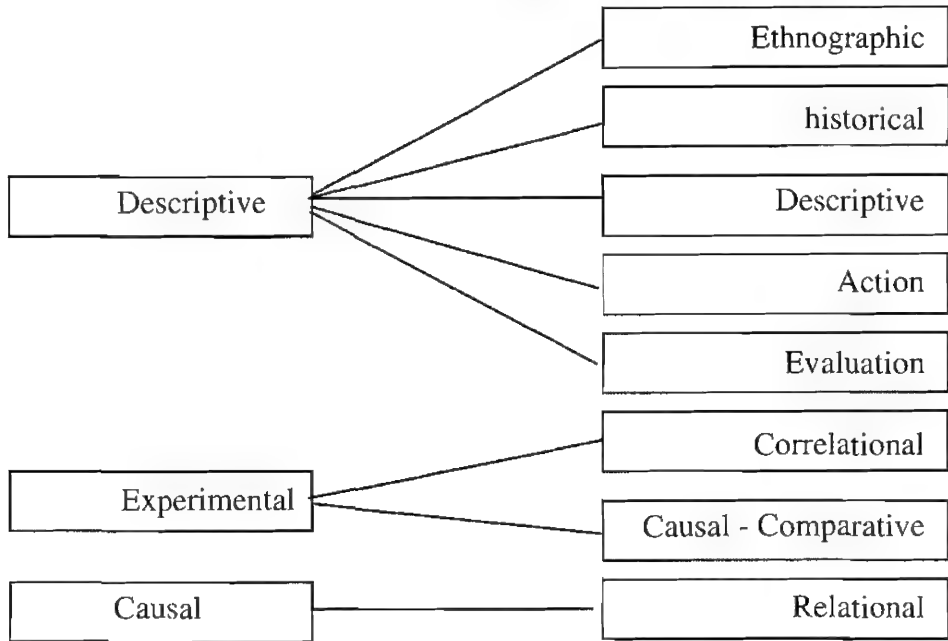 Ethnographic
historical
Descriptive
Descriptive
Action
Evaluation
Correlational
Experimental
Causal - Comparative
Causal
Relational